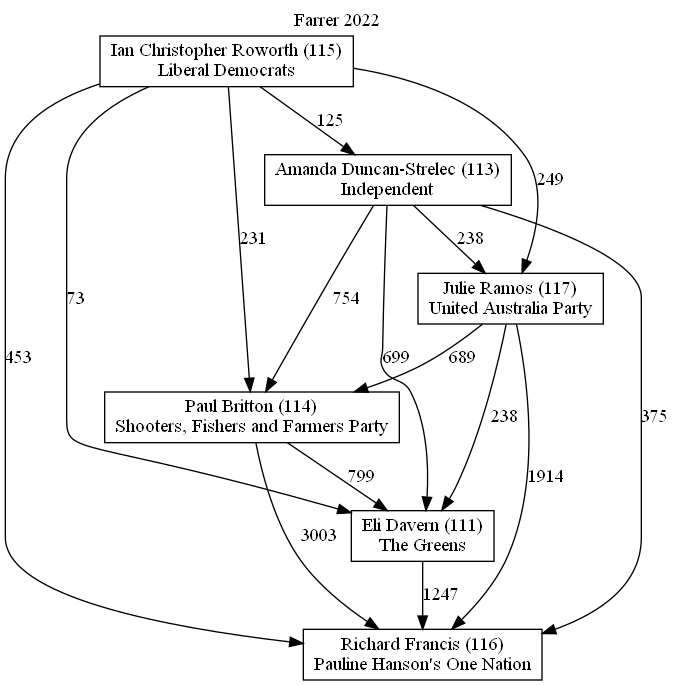 Farrer 2022
Ian Christopher Roworth (115)
Liberal Democrats
125
Amanda Duncan-Strelec (113)
Independent
249
231
238
Julie Ramos (117)
United Australia Party
73
754
453
699
689
Paul Britton (114)
Shooters, Fishers and Farmers Party
238
375
799
1914
Eli Davern (111)
The Greens
3003
1247
Richard Francis (116)
Pauline Hanson's One Nation